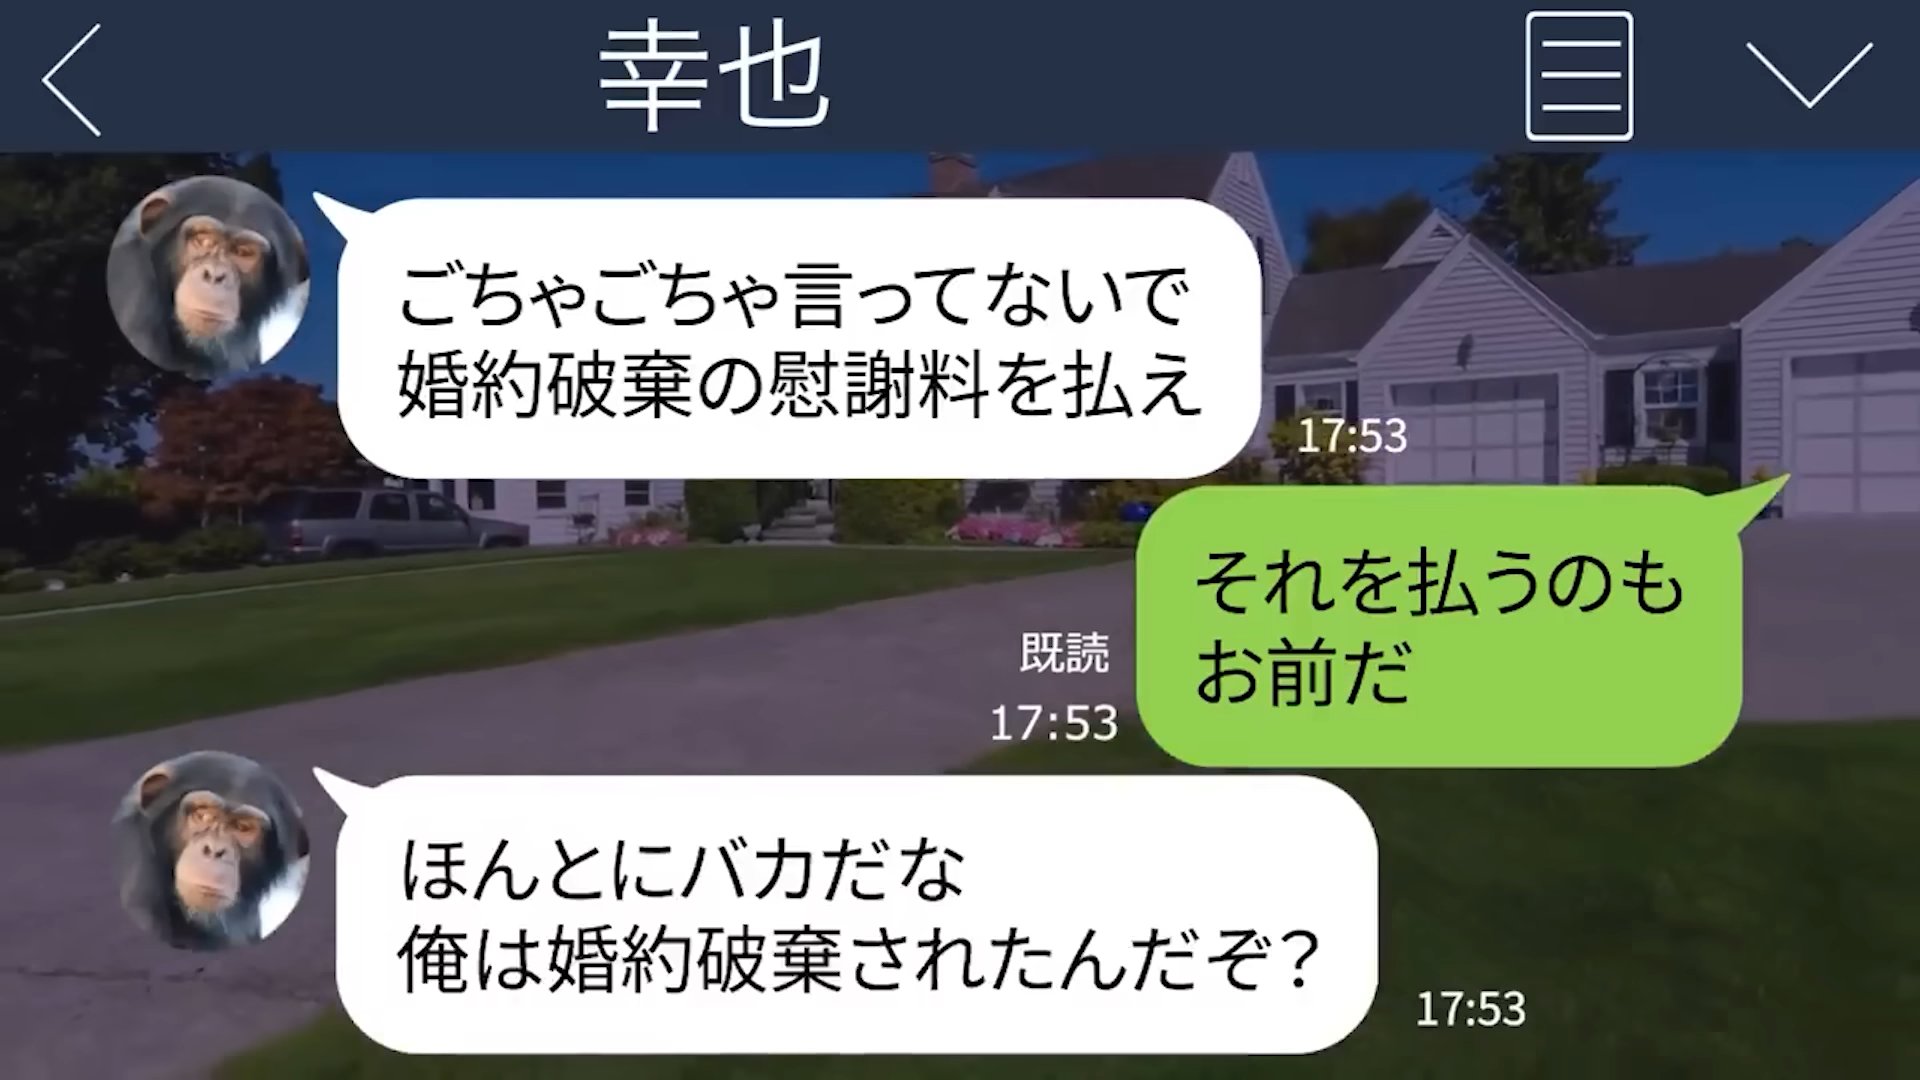 幸也
ごちゃごちゃ言ってないで
婚約破棄の慰謝料を払え
17:53
それを払うのも
お前だ
既読
17:53
ほんとにバカだな
俺は婚約破棄されたんだぞ？
17:53